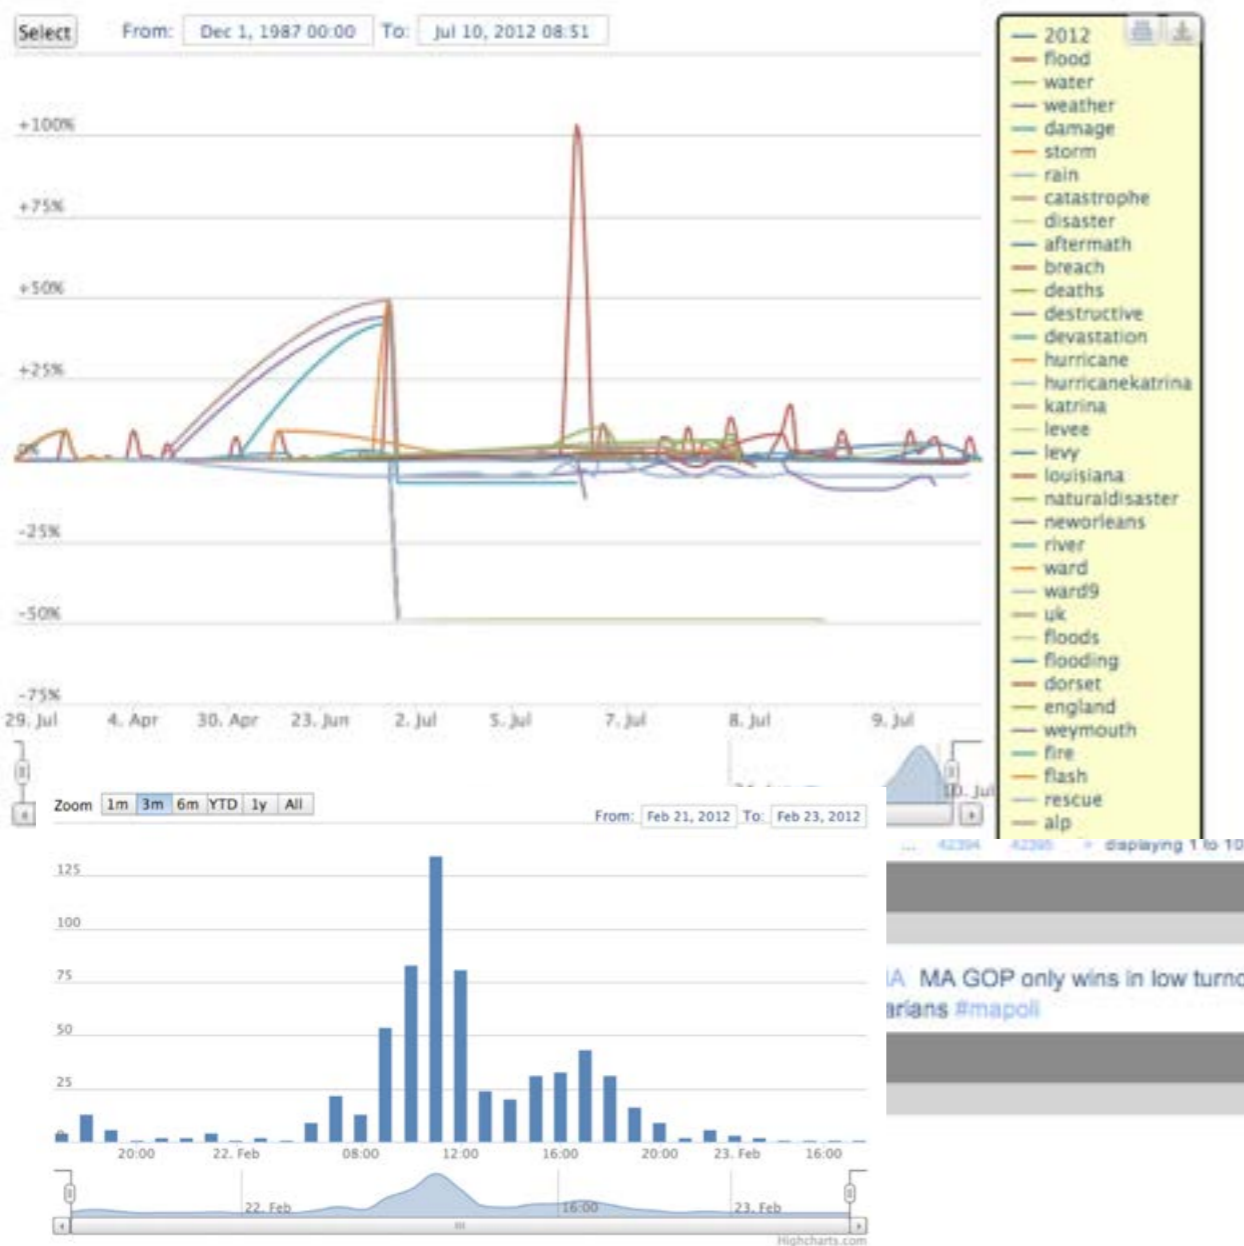 Select From: Dec 1, 1987 00:00 To: Jul 10, 2012 08:51
+100%
+75%
+50%
+25%
0%
-25%
-50%
-75%
29. Jul 4. Apr 30. Apr 23. Jun 2. Jul 5. Jul 7. Jul 8. Jul 9. Jul
10. Jul
2012
flood
water
weather
damage
storm
rain
catastrophe
disaster
aftermath
breach
deaths
destructive
devastation
hurricane
hurricanekatrina
katrina
levee
levy
louisiana
naturaldisaster
neworleans
river
ward
ward9
uk
floods
flooding
dorset
england
weymouth
fire
flash
rescue
alp
Zoom 1m 3m 6m YTD 1y All
From: Feb 21, 2012 To: Feb 23, 2012
125
100
75
50
25
0
20:00 22. Feb 08:00 12:00 16:00 20:00 23. Feb 16:00
22. Feb 16:00 23. Feb
Highcharts.com
... 42394 42395 » displaying 1 to 10
IA MA GOP only wins in low turno
arians #mapoli